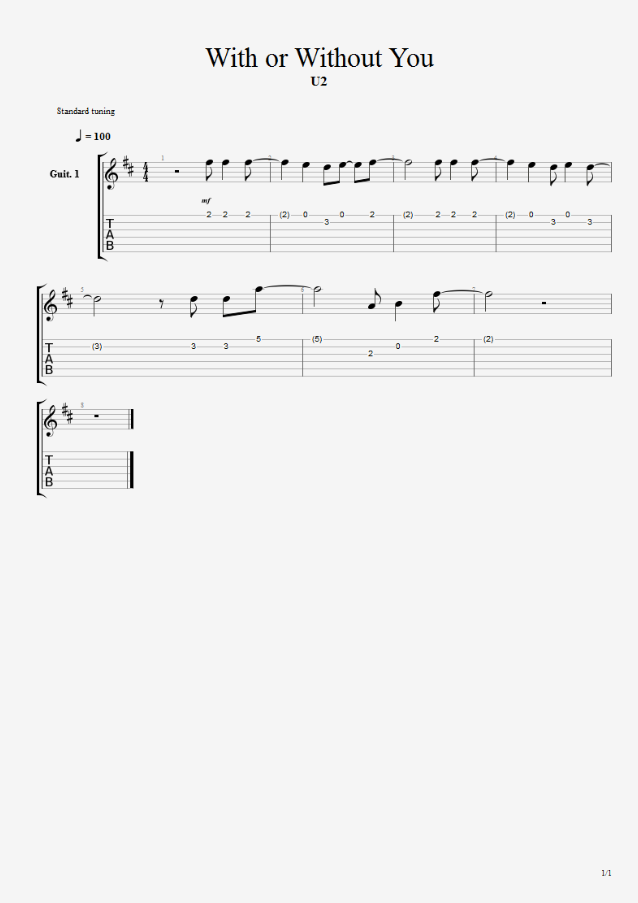 With or Without You
U2
Standard tuning
♩ = 100
1 2 3 4
Guit. 1
4
4
mf
2 2 2 (2) 0 3 0 2 (2) 2 2 2 (2) 0 3 0 3
T
A
B
5 6 7
(3) 3 3 5 (5) 2 0 2 (2)
T
A
B
8
T
A
B
1/1